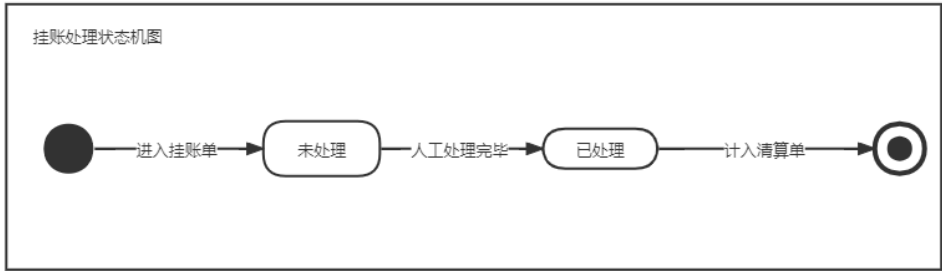 挂账处理状态机图
进入挂账单
未处理
人工处理完毕
已处理
计入清算单